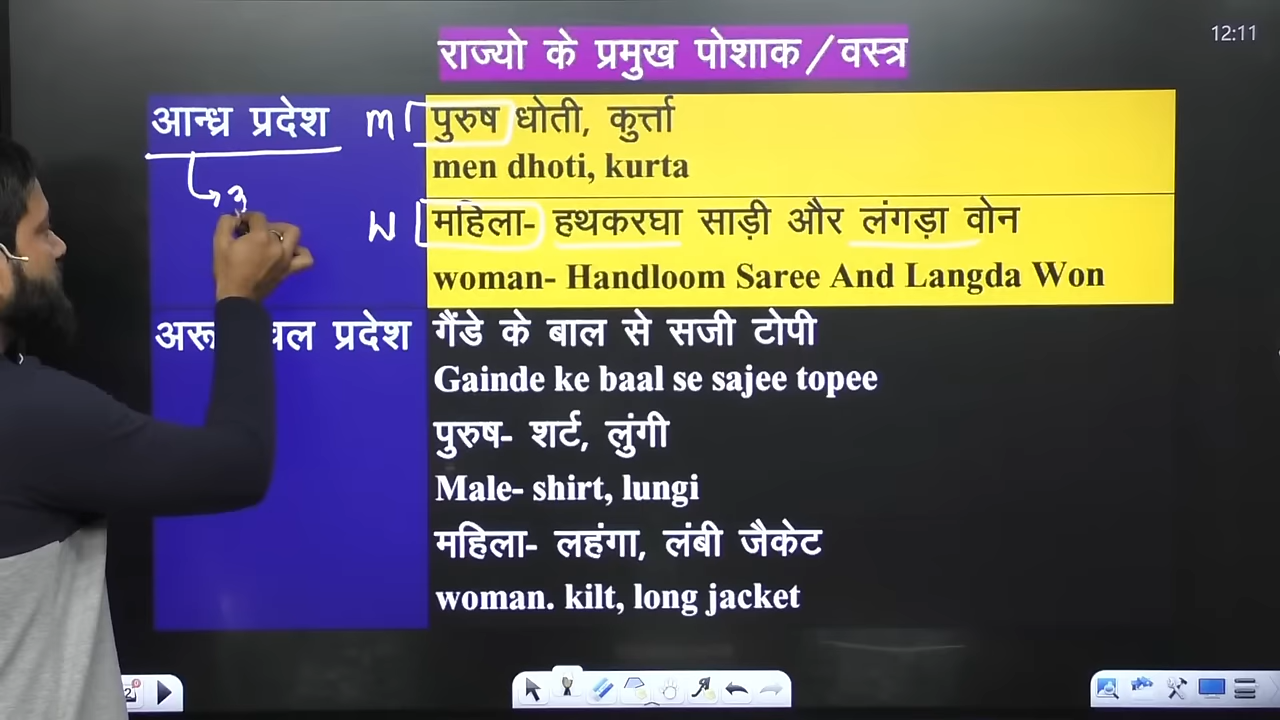 12:11
राज्यो के प्रमुख पोशाक/वस्त्र
आन्ध्र प्रदेश M पुरुष धोती, कुर्त्ता
men dhoti, kurta
3
W महिला- हथकरघा साड़ी और लंगड़ा वोन
woman- Handloom Saree And Langda Won
प्रदेश गैंडे के बाल से सजी टोपी
Gainde ke baal se sajee topee
पुरुष- शर्ट, लुंगी
Male- shirt, lungi
महिला- लहंगा, लंबी जैकेट
woman. kilt, long jacket